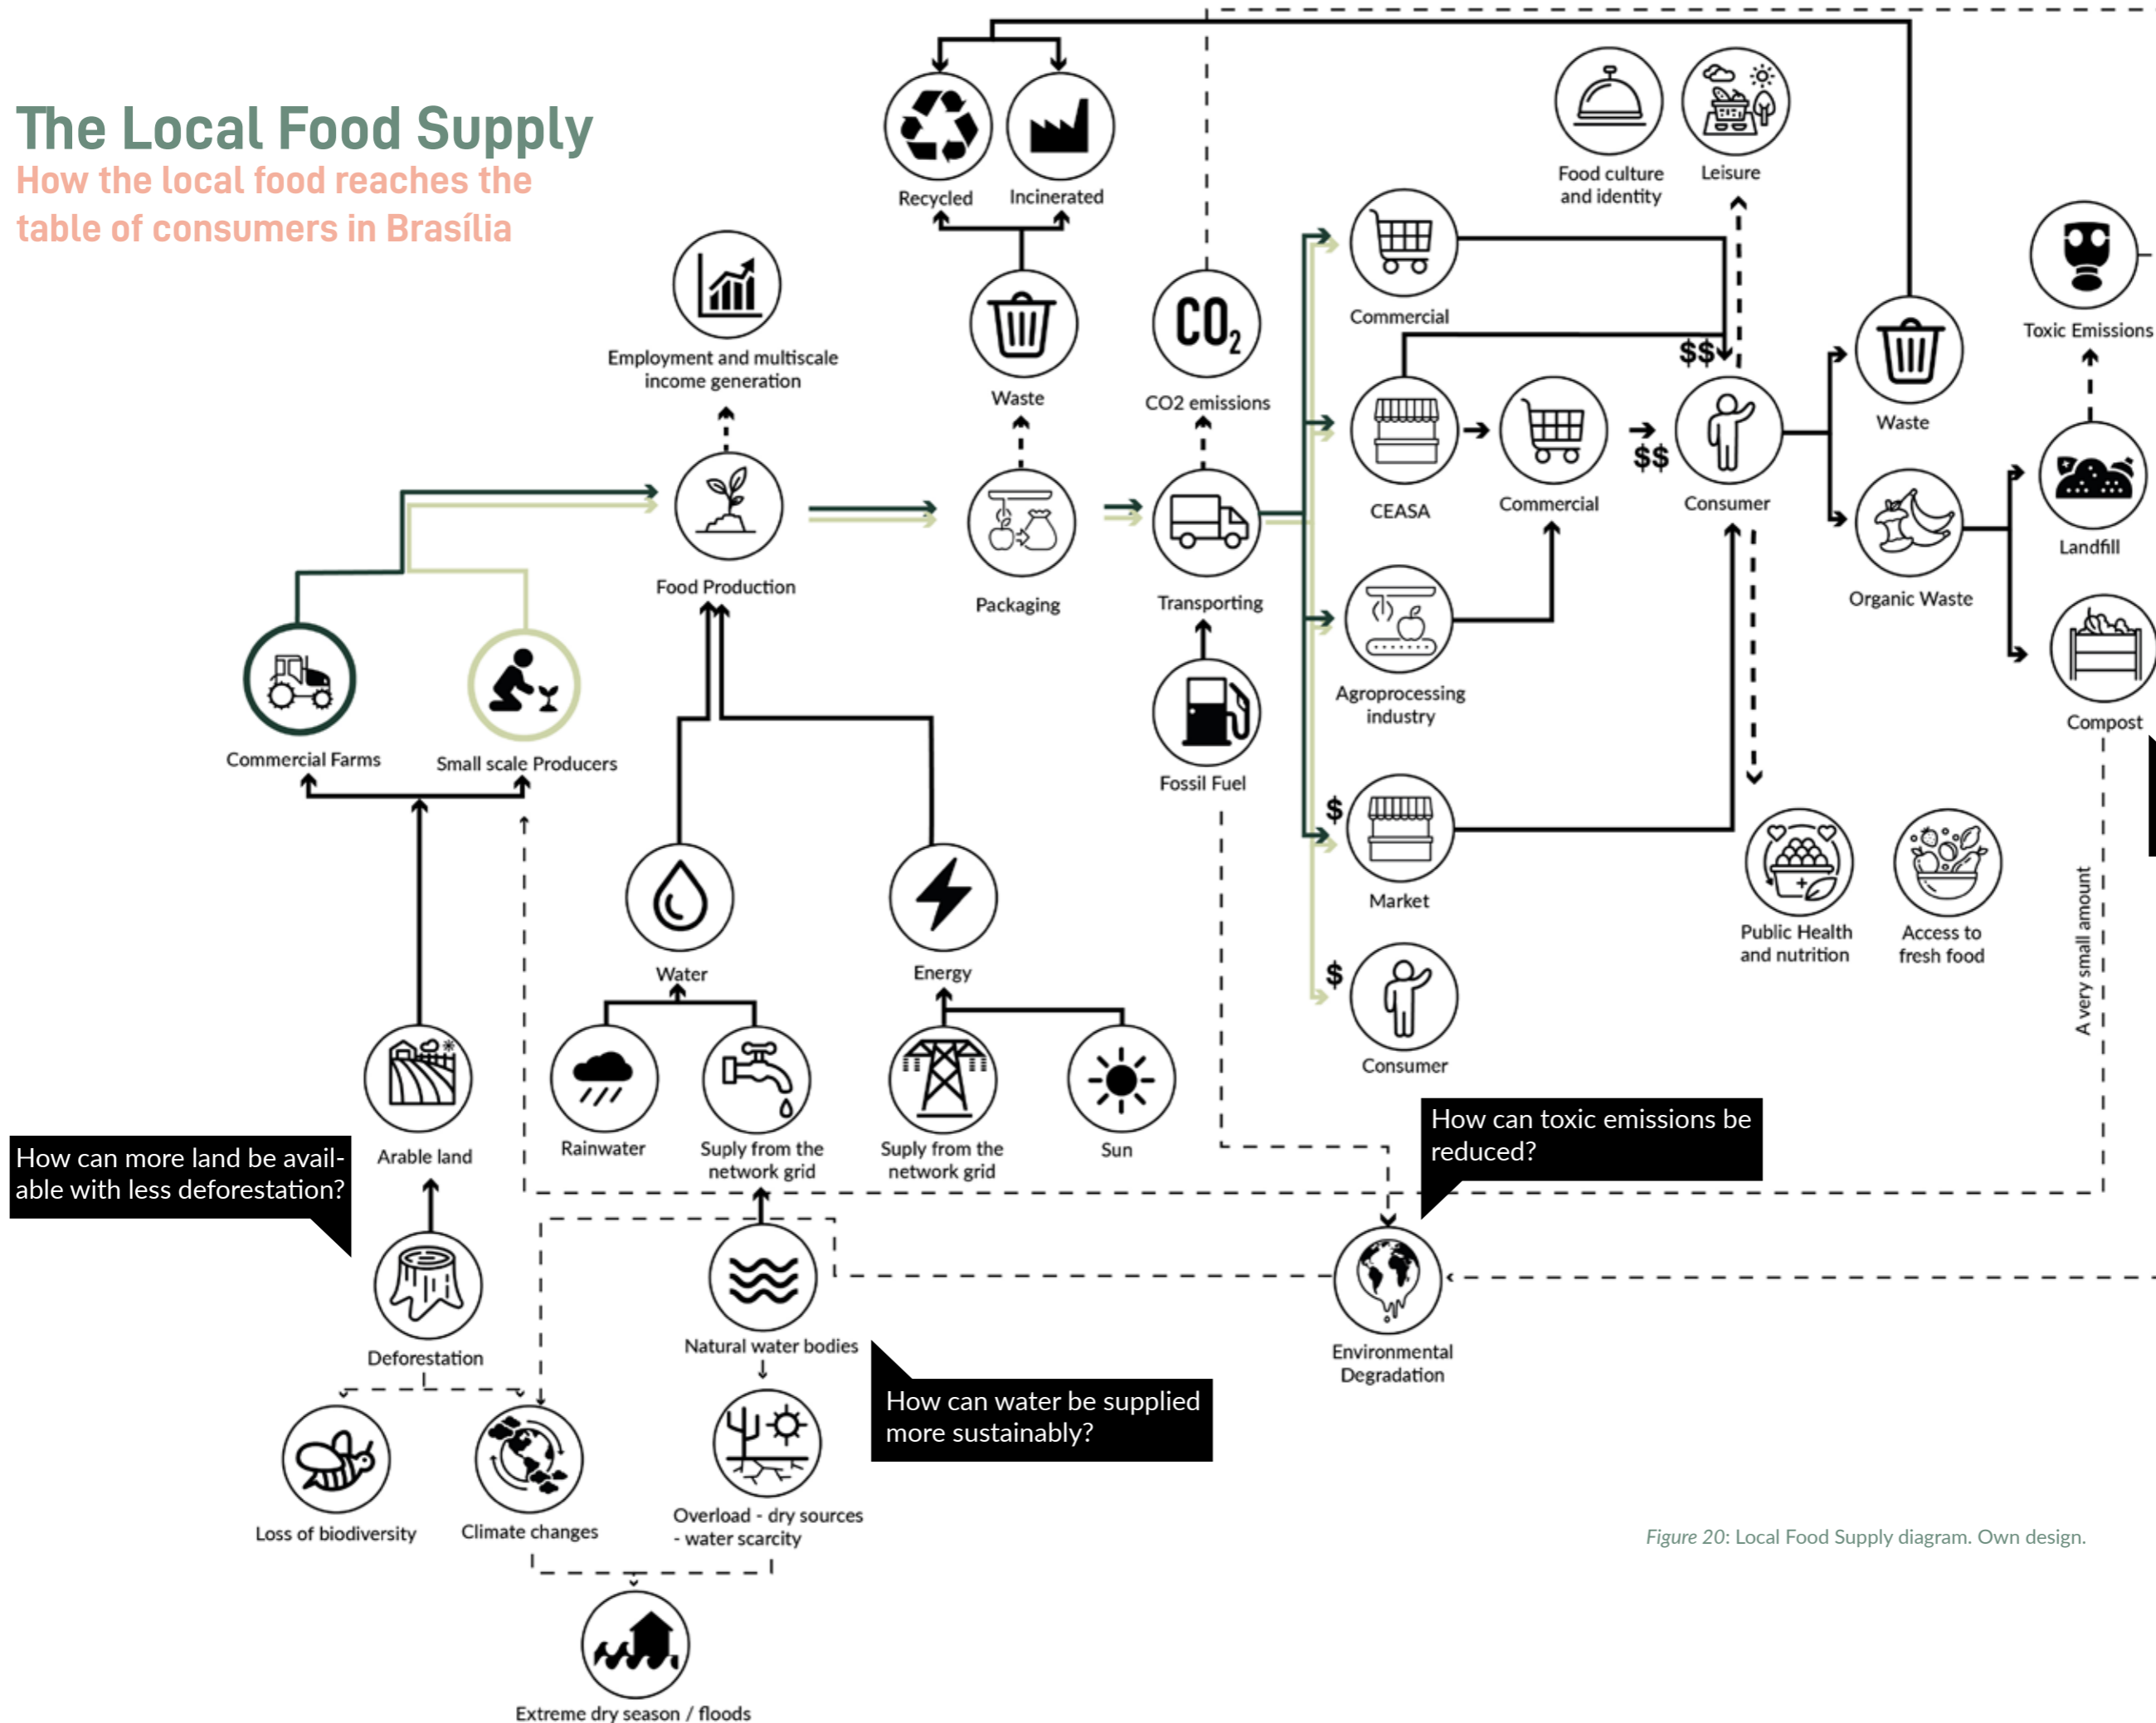 The Local Food Supply
How the local food reaches the
table of consumers in Brasília
Recycled
Incinerated
Food culture
and identity
Leisure
Commercial
Toxic Emissions
Employment and multiscale
income generation
Waste
CO₂
CO2 emissions
$$
Waste
CEASA
Commercial
$$
Consumer
Landfill
Food Production
Packaging
Transporting
Organic Waste
Agroprocessing
industry
Compost
Commercial Farms
Small scale Producers
Fossil Fuel
$
Market
Public Health
and nutrition
Access to
fresh food
A very small amount
Water
Energy
$
Consumer
Arable land
Rainwater
Suply from the
network grid
Suply from the
network grid
Sun
How can more land be avail-
able with less deforestation?
How can toxic emissions be
reduced?
Deforestation
Natural water bodies
Environmental
Degradation
How can water be supplied
more sustainably?
Loss of biodiversity
Climate changes
Overload - dry sources
- water scarcity
Figure 20: Local Food Supply diagram. Own design.
Extreme dry season / floods